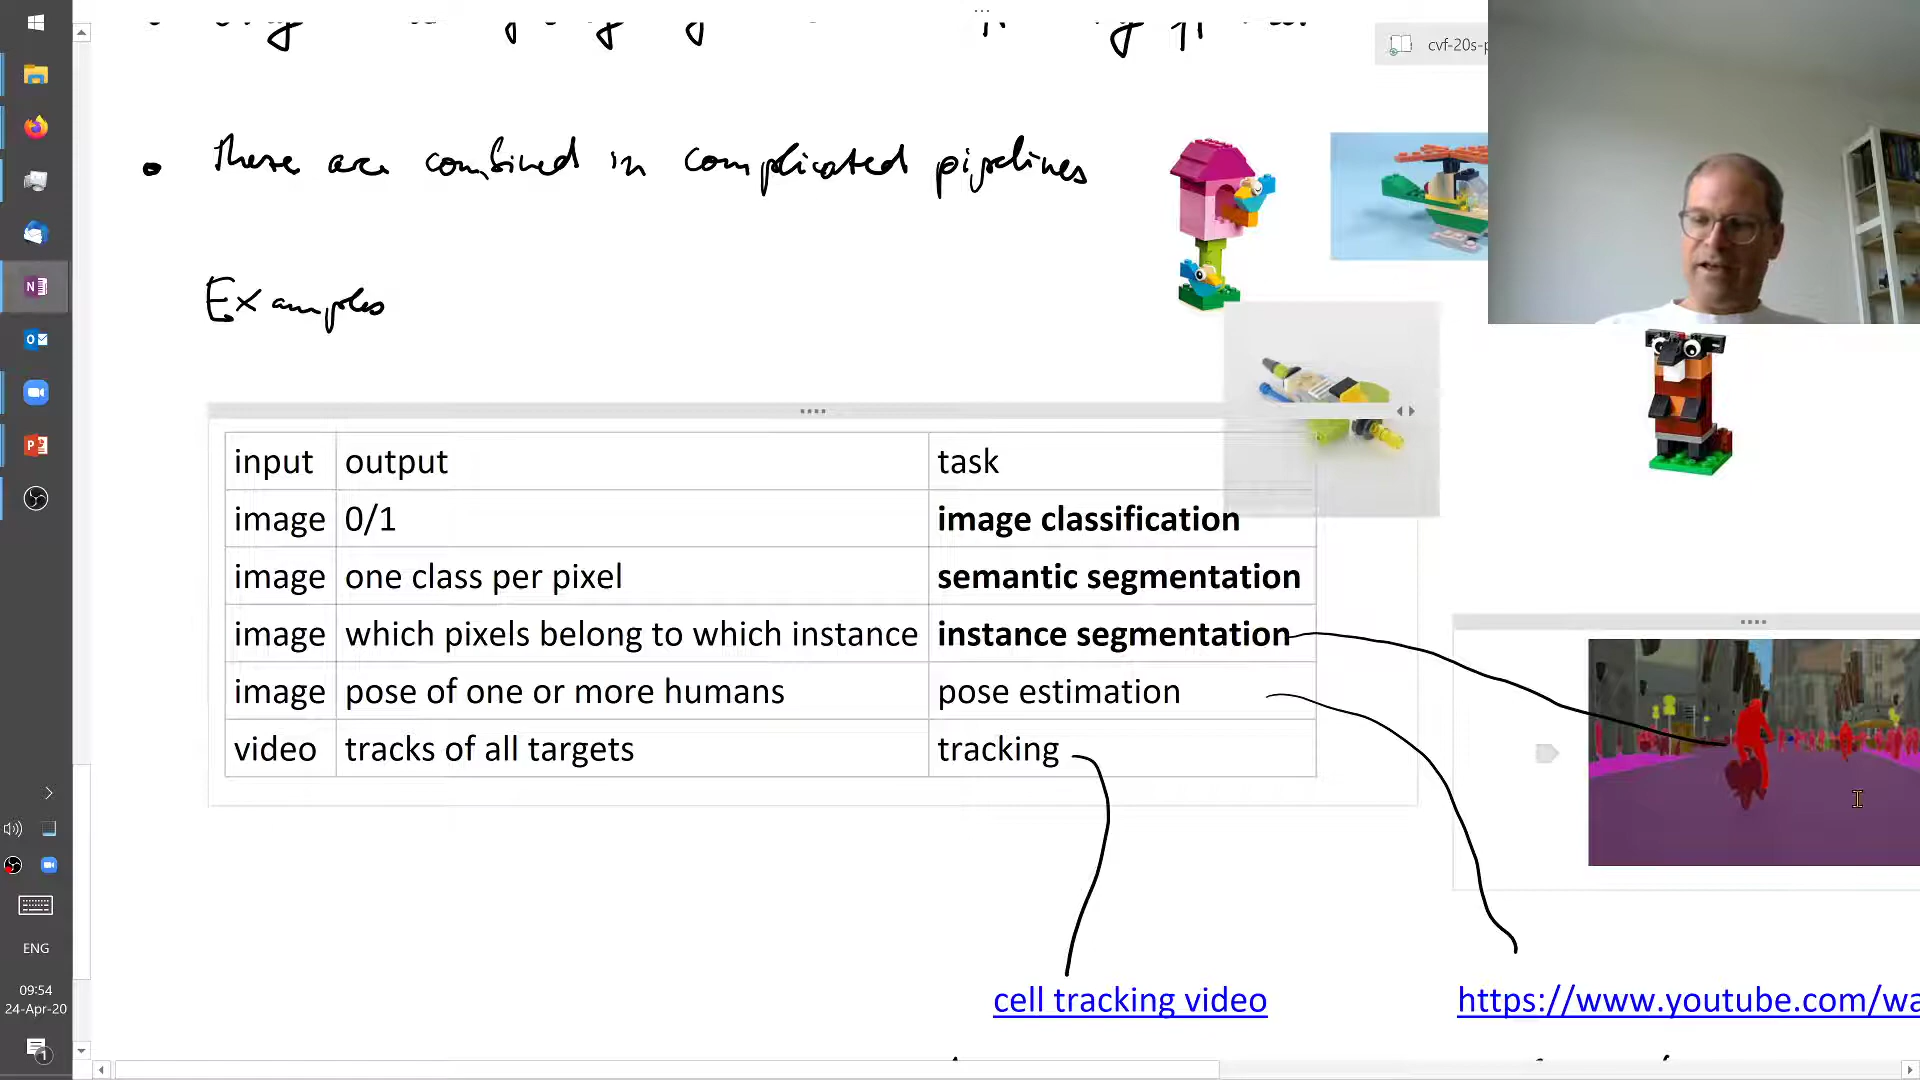 cvf-20s-p
• these are combined in complicated pipelines
Examples
input output task
image 0/1 image classification
image one class per pixel semantic segmentation
image which pixels belong to which instance instance segmentation
image pose of one or more humans pose estimation
video tracks of all targets tracking
cell tracking video
https://www.youtube.com/wa
ENG
09:54
24-Apr-20
1